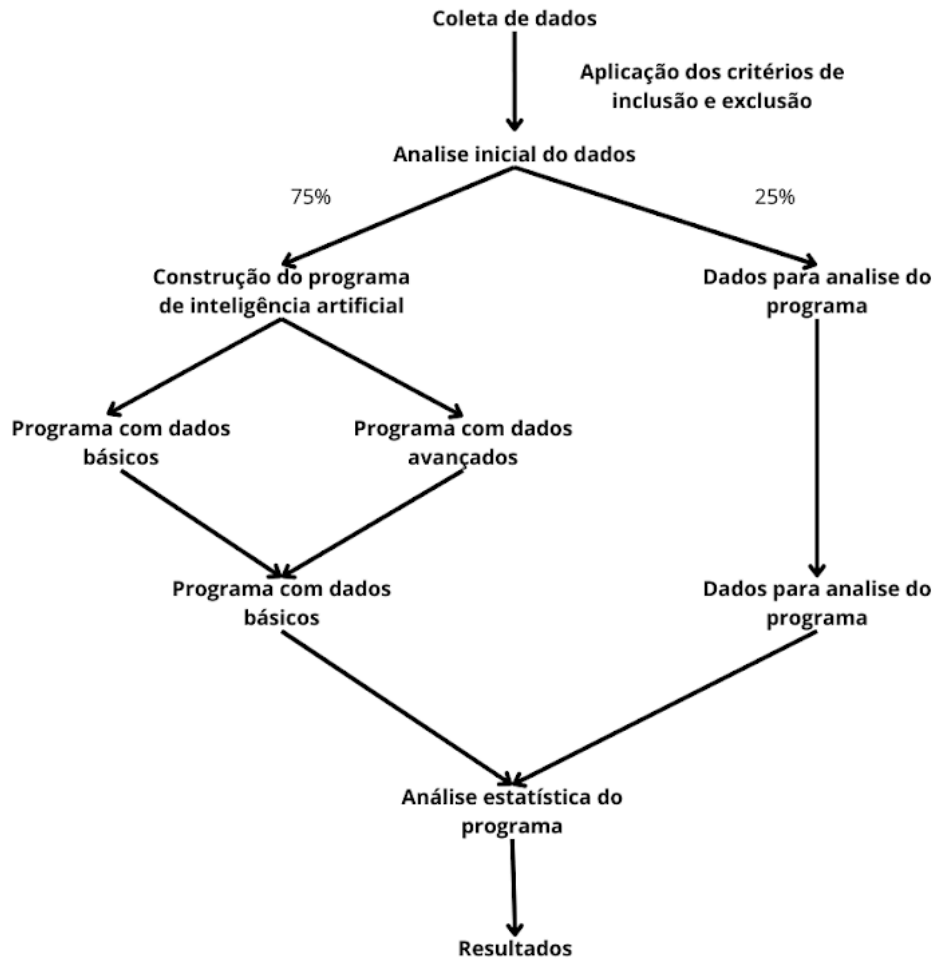 Coleta de dados
Aplicação dos critérios de
inclusão e exclusão
Analise inicial do dados
75%
25%
Construção do programa
de inteligência artificial
Dados para analise do
programa
Programa com dados
básicos
Programa com dados
avançados
Programa com dados
básicos
Dados para analise do
programa
Análise estatística do
programa
Resultados